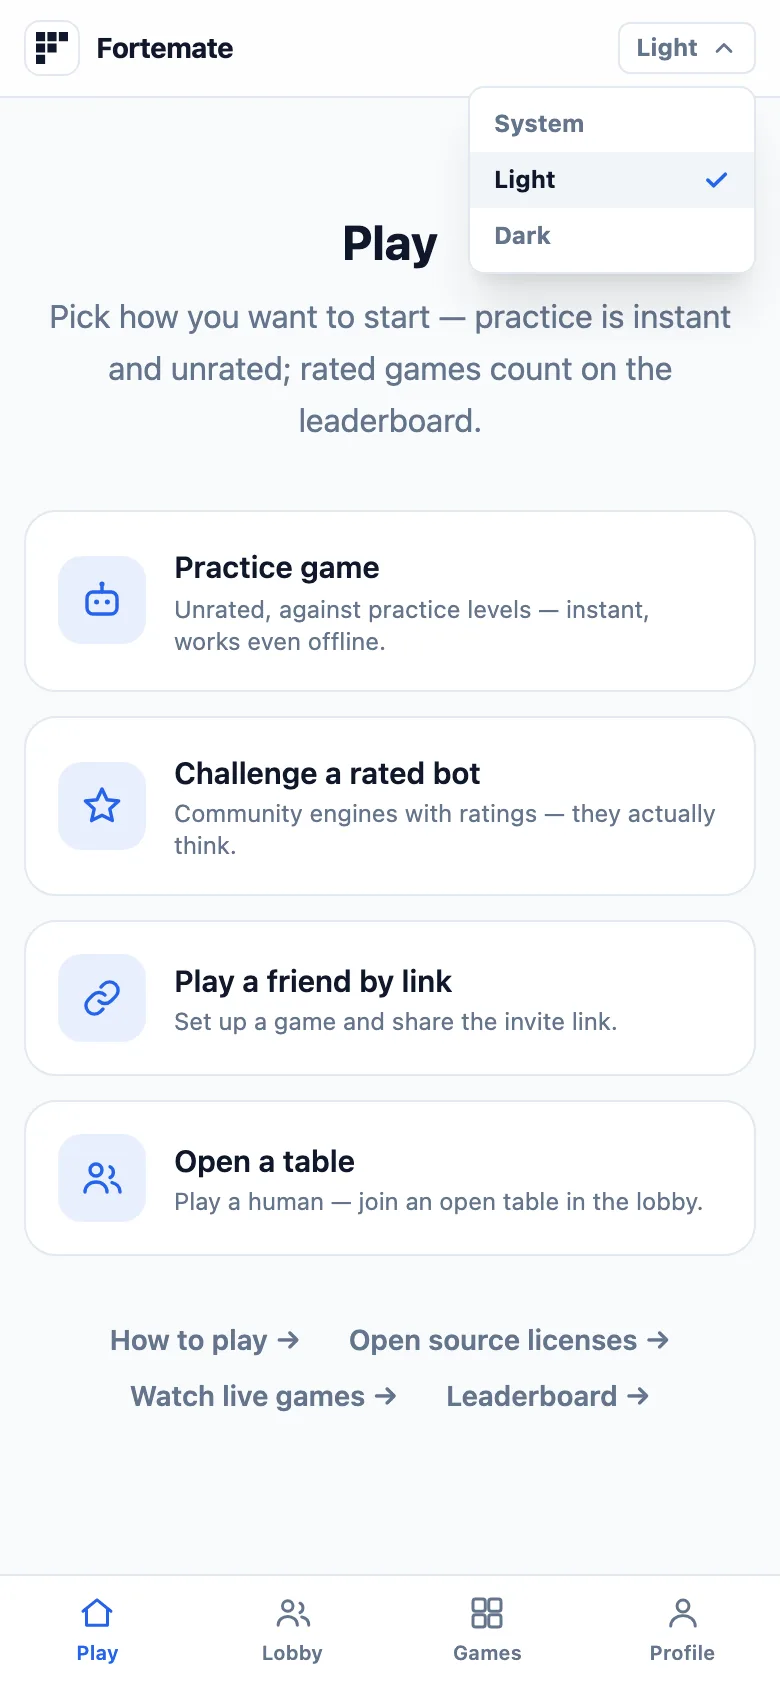 Fortemate
Light
System
Light
Dark
Play
Pick how you want to start — practice is instant
and unrated; rated games count on the
leaderboard.
Practice game
Unrated, against practice levels — instant,
works even offline.
Challenge a rated bot
Community engines with ratings — they actually
think.
Play a friend by link
Set up a game and share the invite link.
Open a table
Play a human — join an open table in the lobby.
How to play → Open source licenses →
Watch live games → Leaderboard →
Play Lobby Games Profile